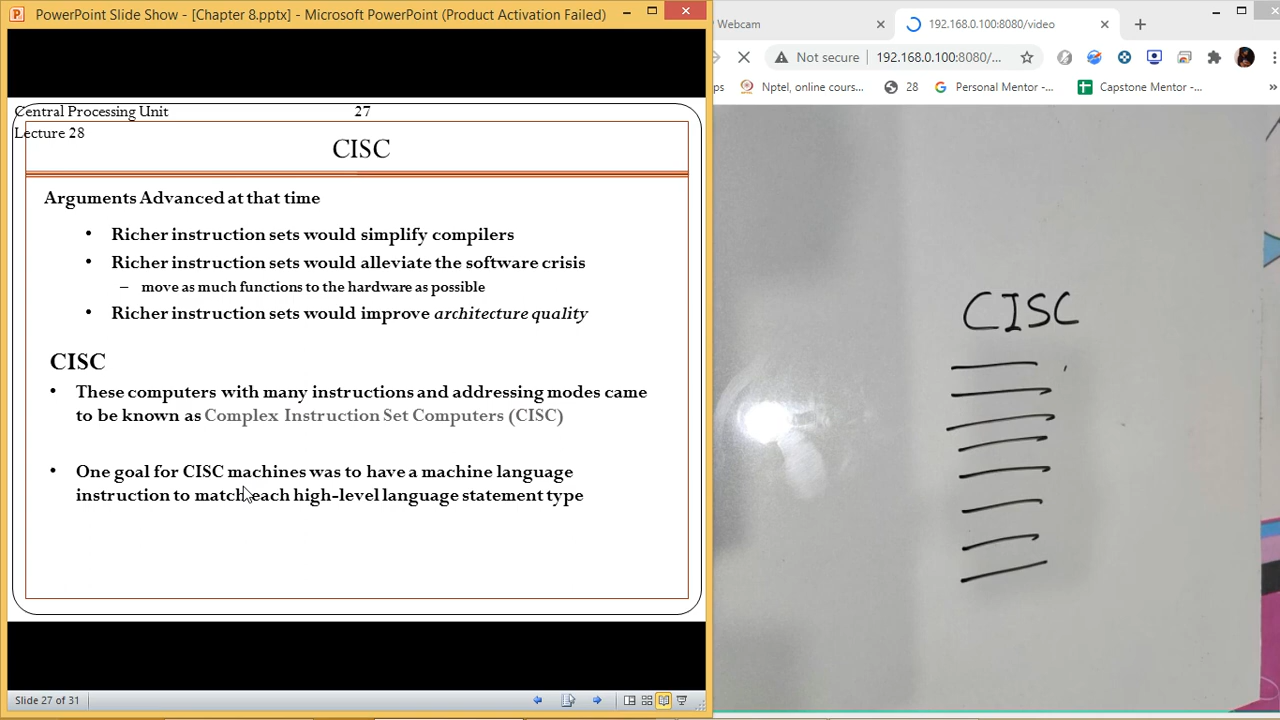 PowerPoint Slide Show - [Chapter 8.pptx] - Microsoft PowerPoint (Product Activation Failed)
Central Processing Unit 27
Lecture 28
CISC
Arguments Advanced at that time
• Richer instruction sets would simplify compilers
• Richer instruction sets would alleviate the software crisis
– move as much functions to the hardware as possible
• Richer instruction sets would improve architecture quality
CISC
• These computers with many instructions and addressing modes came
to be known as Complex Instruction Set Computers (CISC)
• One goal for CISC machines was to have a machine language
instruction to match each high-level language statement type
Slide 27 of 31
Webcam
192.168.0.100:8080/video
Not secure 192.168.0.100:8080/...
ps Nptel, online cours... 28 Personal Mentor -... Capstone Mentor -... »
CISC